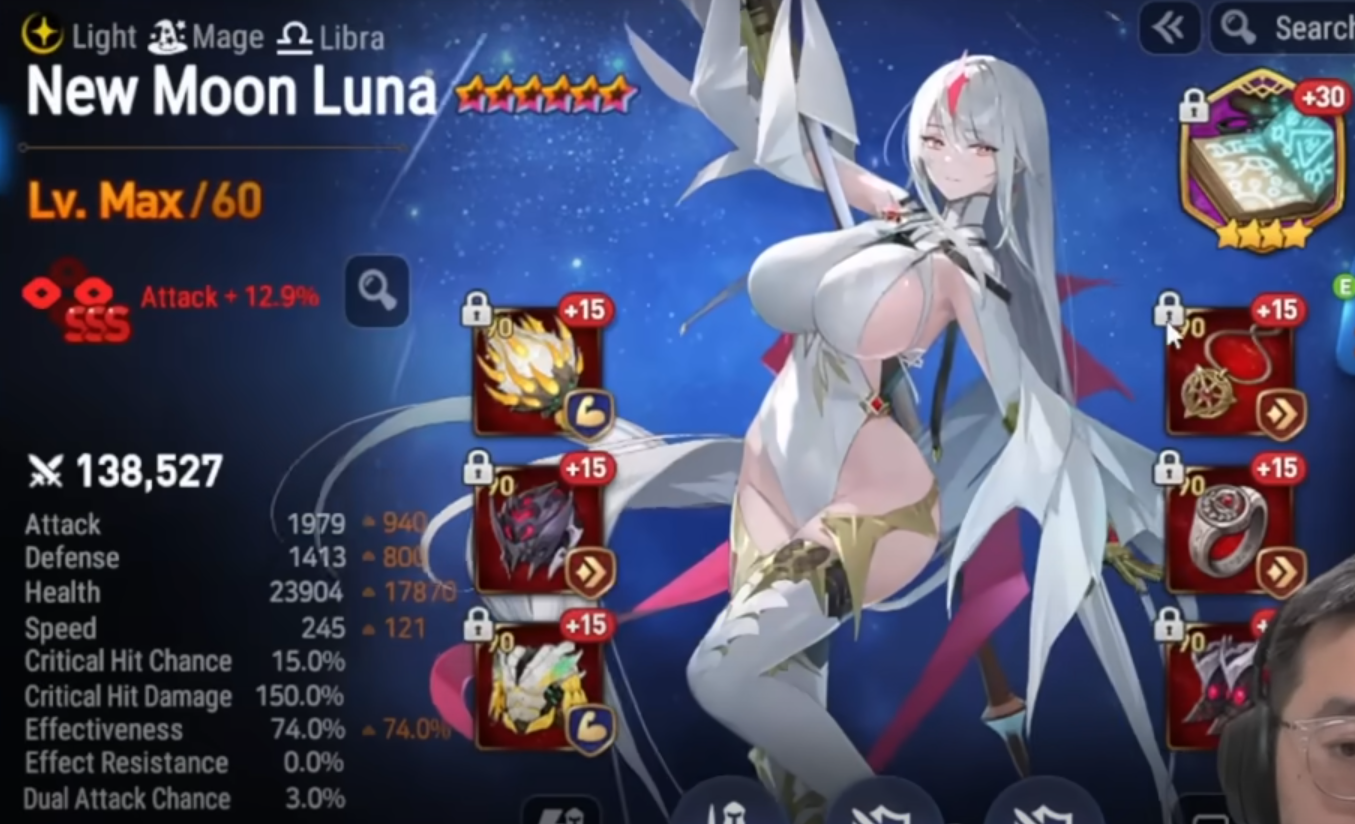 Light Mage Libra
Search
New Moon Luna
+30
Lv. Max /60
Attack + 12.9%
SSS
E
+15
+15
138,527
+15
+15
Attack 1979 940
Defense 1413 800
Health 23904 17870
Speed 245 121
+15
Critical Hit Chance 15.0%
Critical Hit Damage 150.0%
Effectiveness 74.0% 74.0%
Effect Resistance 0.0%
Dual Attack Chance 3.0%